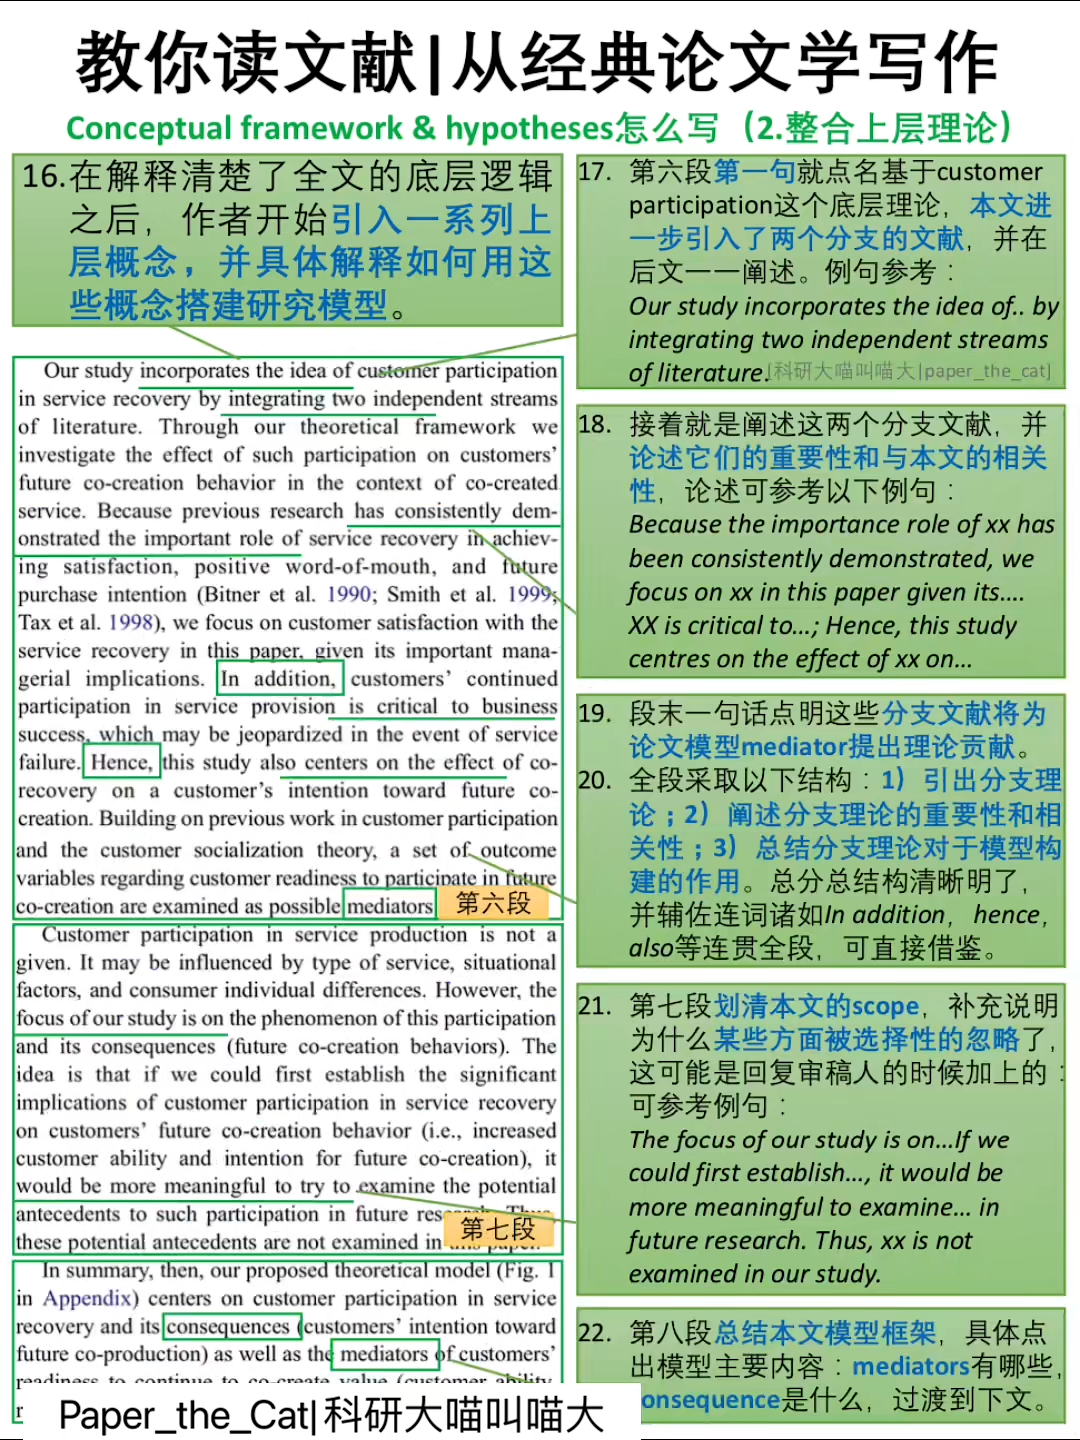 教你读文献|从经典论文学写作
Conceptual framework & hypotheses怎么写（2.整合上层理论）
16.在解释清楚了全文的底层逻辑
之后，作者开始引入一系列上
层概念，并具体解释如何用这
些概念搭建研究模型。
Our study incorporates the idea of customer participation
in service recovery by integrating two independent streams
of literature. Through our theoretical framework we
investigate the effect of such participation on customers’
future co-creation behavior in the context of co-created
service. Because previous research has consistently dem-
onstrated the important role of service recovery in achiev-
ing satisfaction, positive word-of-mouth, and future
purchase intention (Bitner et al. 1990; Smith et al. 1999;
Tax et al. 1998), we focus on customer satisfaction with the
service recovery in this paper, given its important mana-
gerial implications. In addition, customers’ continued
participation in service provision is critical to business
success, which may be jeopardized in the event of service
failure. Hence, this study also centers on the effect of co-
recovery on a customer’s intention toward future co-
creation. Building on previous work in customer participation
and the customer socialization theory, a set of outcome
variables regarding customer readiness to participate in future
co-creation are examined as possible mediators
第六段
Customer participation in service production is not a
given. It may be influenced by type of service, situational
factors, and consumer individual differences. However, the
focus of our study is on the phenomenon of this participation
and its consequences (future co-creation behaviors). The
idea is that if we could first establish the significant
implications of customer participation in service recovery
on customers’ future co-creation behavior (i.e., increased
customer ability and intention for future co-creation), it
would be more meaningful to try to examine the potential
antecedents to such participation in future research. Thus,
these potential antecedents are not examined in this paper.
第七段
In summary, then, our proposed theoretical model (Fig. 1
in Appendix) centers on customer participation in service
recovery and its consequences (customers’ intention toward
future co-production) as well as the mediators of customers’
readiness to continue to co-create value (customer ability,
17. 第六段第一句就点名基于customer
participation这个底层理论，本文进
一步引入了两个分支的文献，并在
后文一一阐述。例句参考：
Our study incorporates the idea of.. by
integrating two independent streams
of literature.
[科研大喵叫喵大|paper_the_cat]
18. 接着就是阐述这两个分支文献，并
论述它们的重要性和与本文的相关
性，论述可参考以下例句：
Because the importance role of xx has
been consistently demonstrated, we
focus on xx in this paper given its....
XX is critical to...; Hence, this study
centres on the effect of xx on...
19. 段末一句话点明这些分支文献将为
论文模型mediator提出理论贡献。
20. 全段采取以下结构：1）引出分支理
论；2）阐述分支理论的重要性和相
关性；3）总结分支理论对于模型构
建的作用。总分总结构清晰明了，
并辅佐连词诸如In addition，hence，
also等连贯全段，可直接借鉴。
21. 第七段划清本文的scope，补充说明
为什么某些方面被选择性的忽略了，
这可能是回复审稿人的时候加上的：
可参考例句：
The focus of our study is on...If we
could first establish..., it would be
more meaningful to examine... in
future research. Thus, xx is not
examined in our study.
22. 第八段总结本文模型框架，具体点
出模型主要内容：mediators有哪些，
onsequence是什么，过渡到下文。
Paper_the_Cat|科研大喵叫喵大